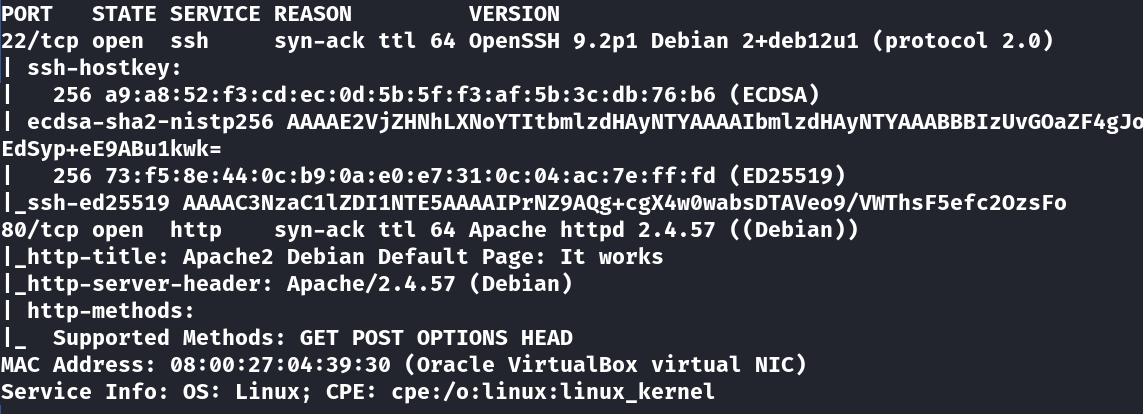 PORT   STATE SERVICE REASON         VERSION
22/tcp open  ssh     syn-ack ttl 64 OpenSSH 9.2p1 Debian 2+deb12u1 (protocol 2.0)
| ssh-hostkey:
|   256 a9:a8:52:f3:cd:ec:0d:5b:5f:f3:af:5b:3c:db:76:b6 (ECDSA)
| ecdsa-sha2-nistp256 AAAAE2VjZHNhLXNoYTItbmlzdHAyNTYAAAAIbmlzdHAyNTYAAABBBIzUvGOaZF4gJo
EdSyp+eE9ABu1kwk=
|   256 73:f5:8e:44:0c:b9:0a:e0:e7:31:0c:04:ac:7e:ff:fd (ED25519)
|_ssh-ed25519 AAAAC3NzaC1lZDI1NTE5AAAAIPrNZ9AQg+cgX4w0wabsDTAVeo9/VWThsF5efc2OzsFo
80/tcp open  http    syn-ack ttl 64 Apache httpd 2.4.57 ((Debian))
|_http-title: Apache2 Debian Default Page: It works
|_http-server-header: Apache/2.4.57 (Debian)
| http-methods:
|_  Supported Methods: GET POST OPTIONS HEAD
MAC Address: 08:00:27:04:39:30 (Oracle VirtualBox virtual NIC)
Service Info: OS: Linux; CPE: cpe:/o:linux:linux_kernel